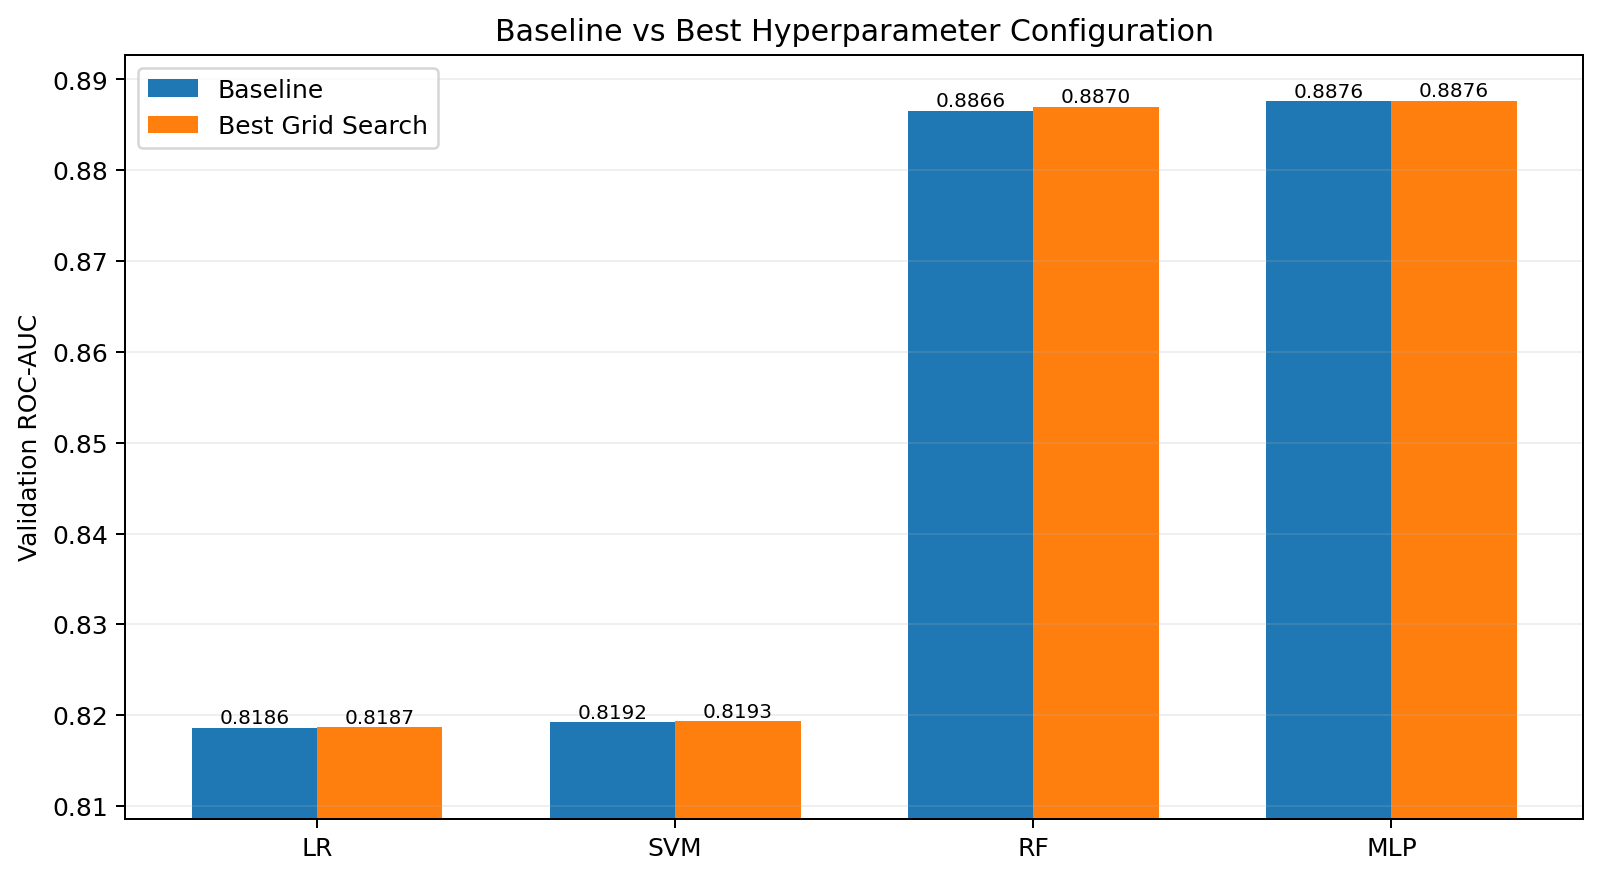 Baseline vs Best Hyperparameter Configuration
Baseline
Best Grid Search
Validation ROC-AUC
0.89
0.88
0.87
0.86
0.85
0.84
0.83
0.82
0.81
0.8186
0.8187
0.8192
0.8193
0.8866
0.8870
0.8876
0.8876
LR
SVM
RF
MLP